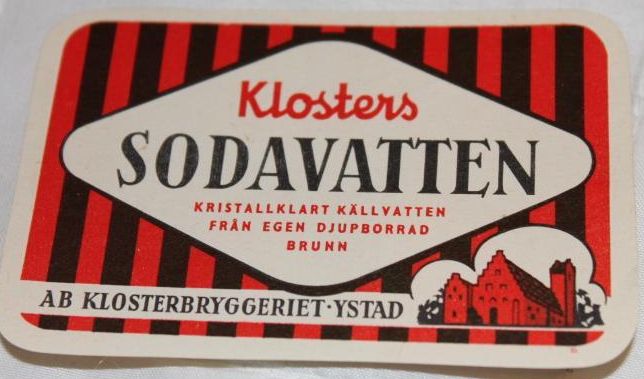 Klosters
SODAVATTEN
KRISTALLKLART KÄLLVATTEN
FRÅN EGEN DJUPBORRAD
BRUNN
AB KLOSTERBRYGGERIET·YSTAD